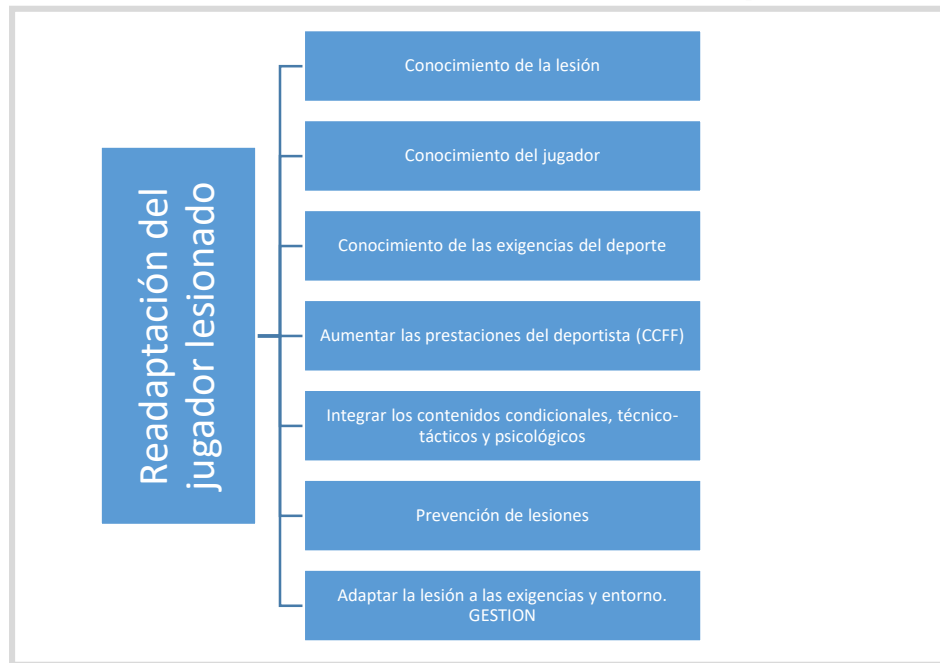 Readaptación del
jugador lesionado
Conocimiento de la lesión
Conocimiento del jugador
Conocimiento de las exigencias del deporte
Aumentar las prestaciones del deportista (CCFF)
Integrar los contenidos condicionales, técnico-
tácticos y psicológicos
Prevención de lesiones
Adaptar la lesión a las exigencias y entorno.
GESTION